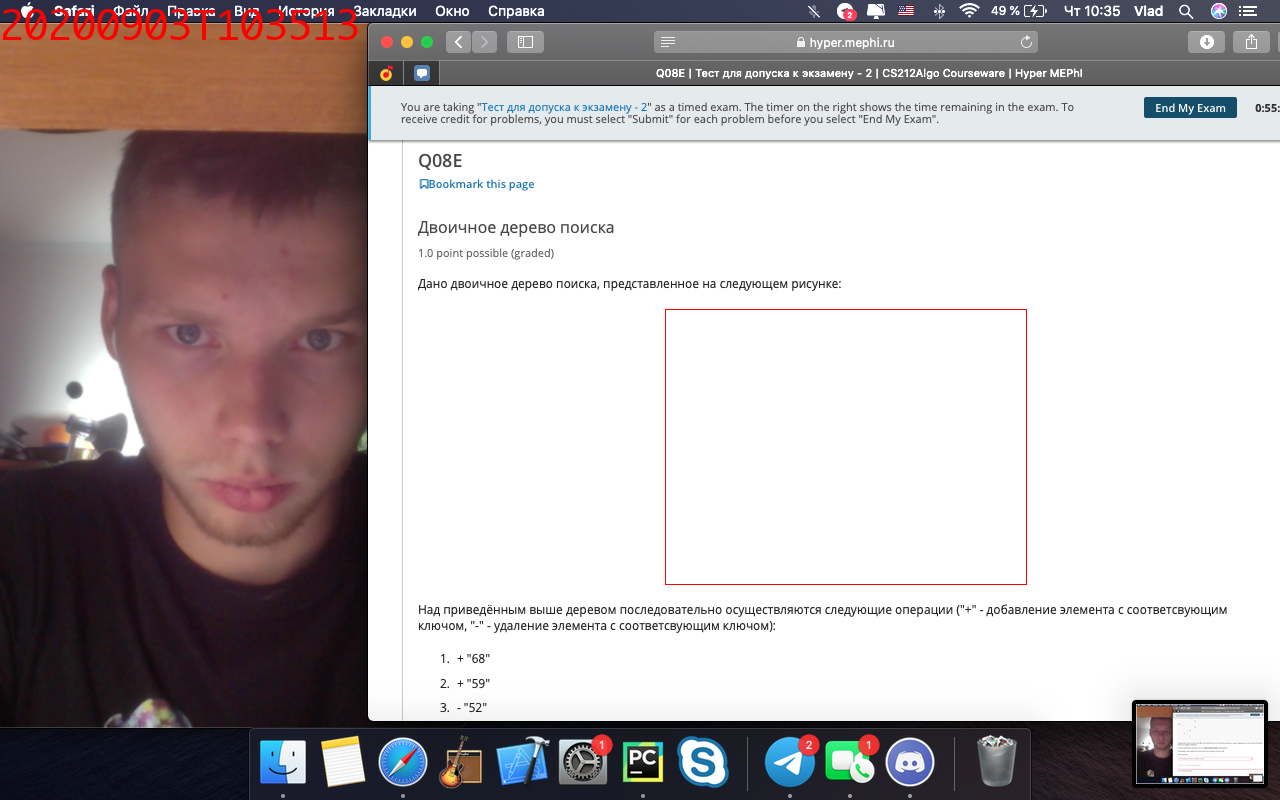 20200903T103513
Safari Файл Правка Вид История Закладки Окно Справка
2 49 % Чт 10:35 Vlad
hyper.mephi.ru
Q08E | Тест для допуска к экзамену - 2 | CS212Algo Courseware | Hyper MEPhI
You are taking "Тест для допуска к экзамену - 2" as a timed exam. The timer on the right shows the time remaining in the exam. To
receive credit for problems, you must select "Submit" for each problem before you select "End My Exam".
End My Exam
0:55:
Q08E
Bookmark this page
Двоичное дерево поиска
1.0 point possible (graded)
Дано двоичное дерево поиска, представленное на следующем рисунке:
Над приведённым выше деревом последовательно осуществляются следующие операции ("+" - добавление элемента с соответсвующим
ключом, "-" - удаление элемента с соответсвующим ключом):
1. + "68"
2. + "59"
3. - "52"
1 PC 2 1